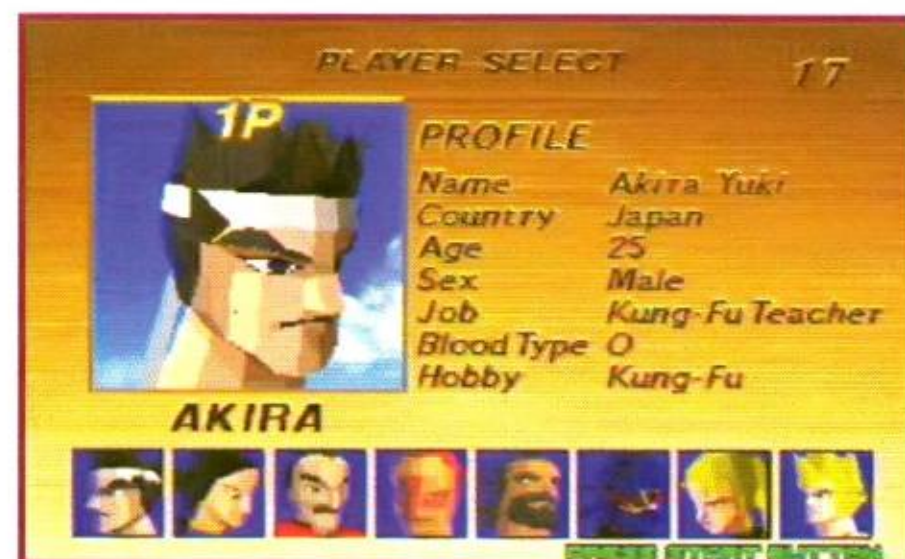 PLAYER SELECT 17
1P
PROFILE
Name Akira Yuki
Country Japan
Age 25
Sex Male
Job Kung-Fu Teacher
Blood Type O
Hobby Kung-Fu
AKIRA